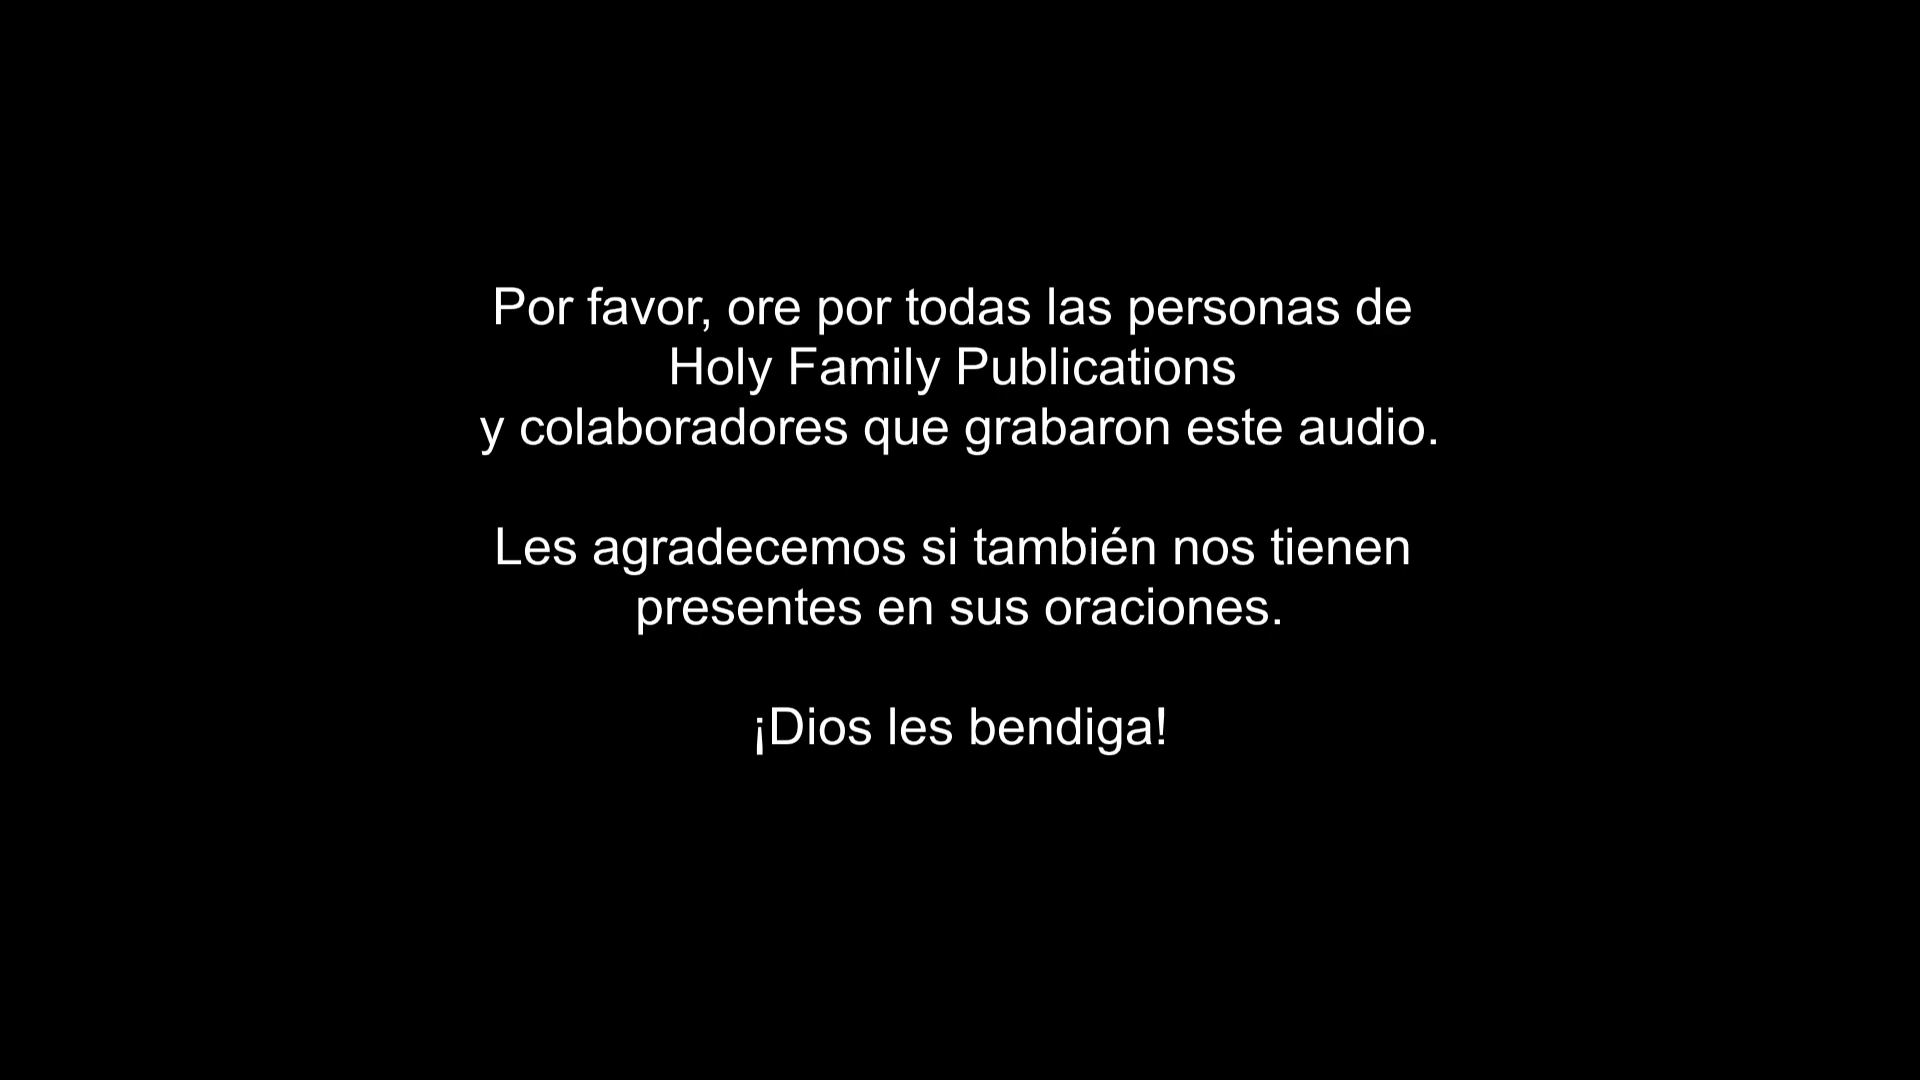 Por favor, ore por todas las personas de
Holy Family Publications
y colaboradores que grabaron este audio.
Les agradecemos si también nos tienen
presentes en sus oraciones.
¡Dios les bendiga!